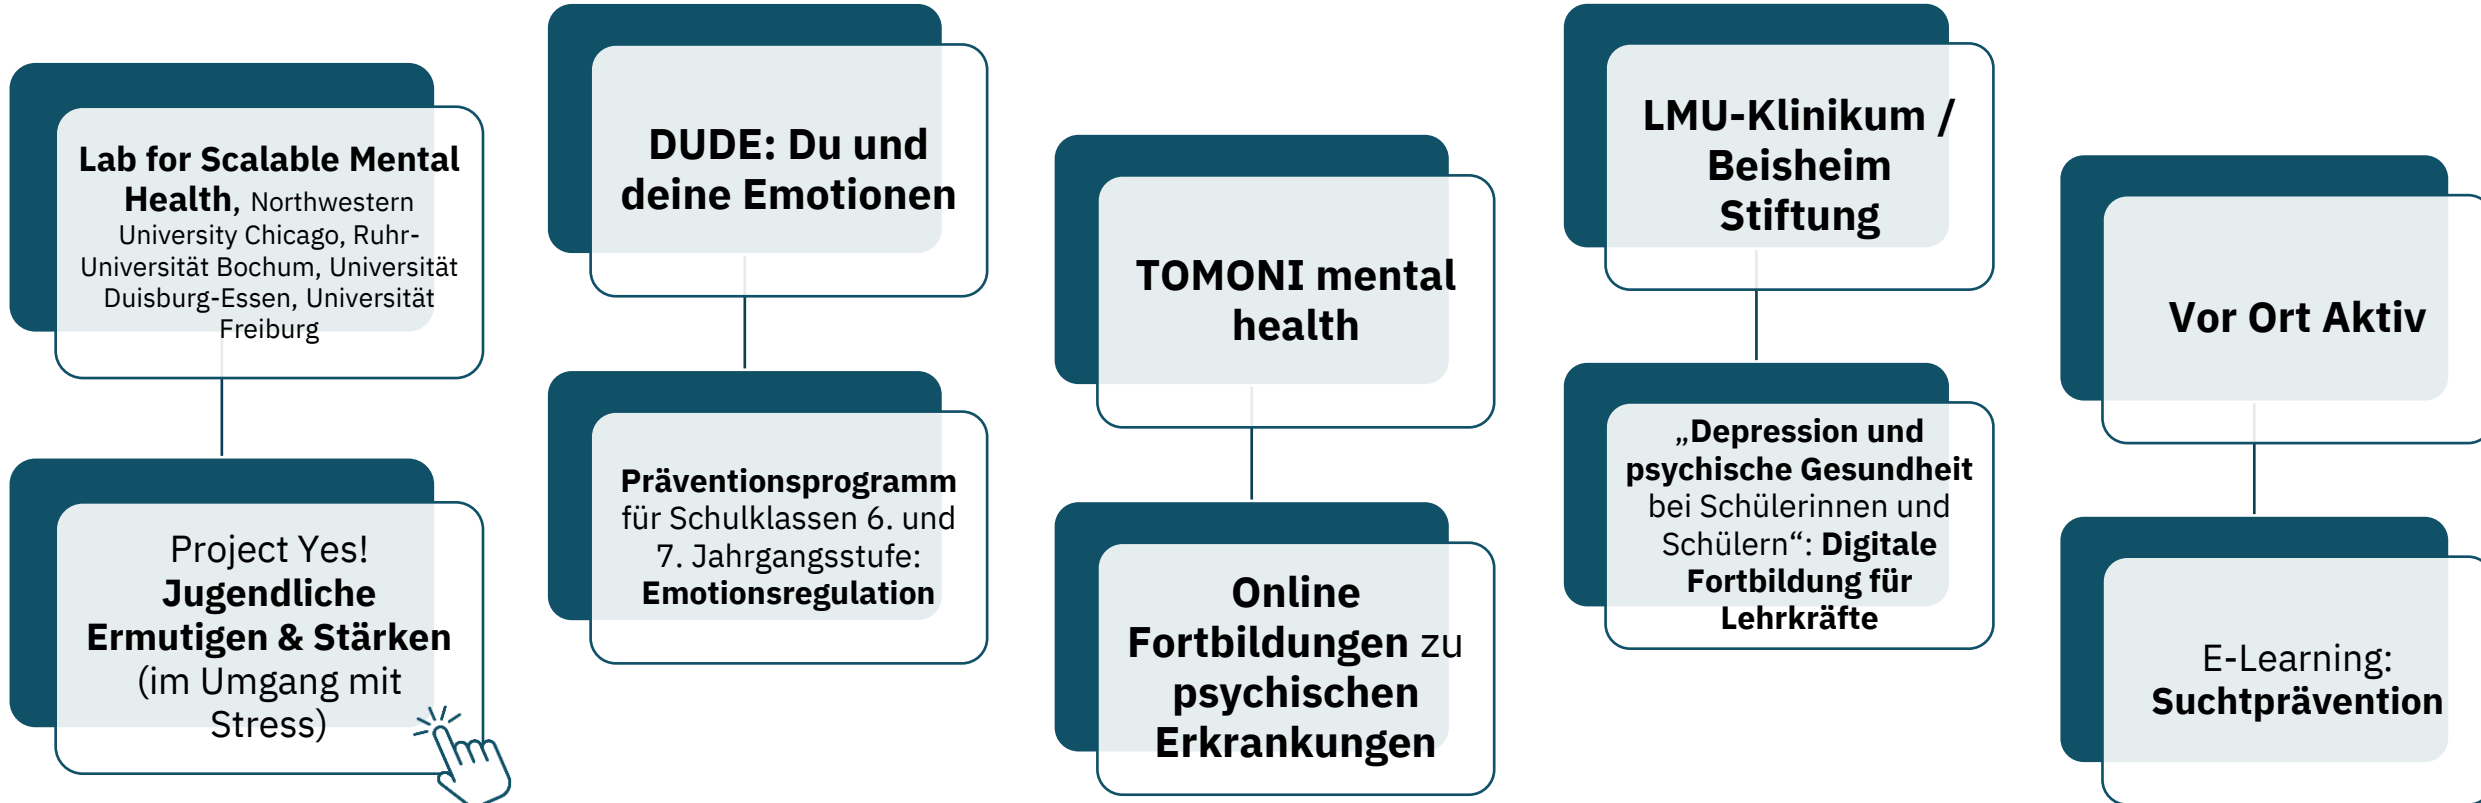 Lab for Scalable Mental
Health, Northwestern
University Chicago, Ruhr-
Universität Bochum, Universität
Duisburg-Essen, Universität
Freiburg
Project Yes!
Jugendliche
Ermutigen & Stärken
(im Umgang mit
Stress)
DUDE: Du und
deine Emotionen
Präventionsprogramm
für Schulklassen 6. und
7. Jahrgangsstufe:
Emotionsregulation
TOMONI mental
health
Online
Fortbildungen zu
psychischen
Erkrankungen
LMU-Klinikum /
Beisheim
Stiftung
„Depression und
psychische Gesundheit
bei Schülerinnen und
Schülern“: Digitale
Fortbildung für
Lehrkräfte
Vor Ort Aktiv
E-Learning:
Suchtprävention